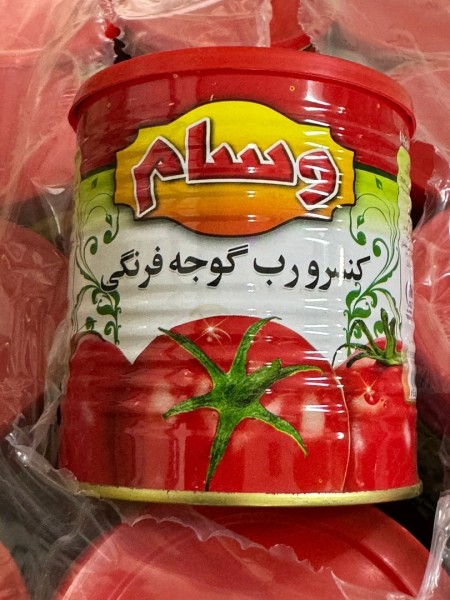 وسام
کنسرو رب گوجه فرنگی